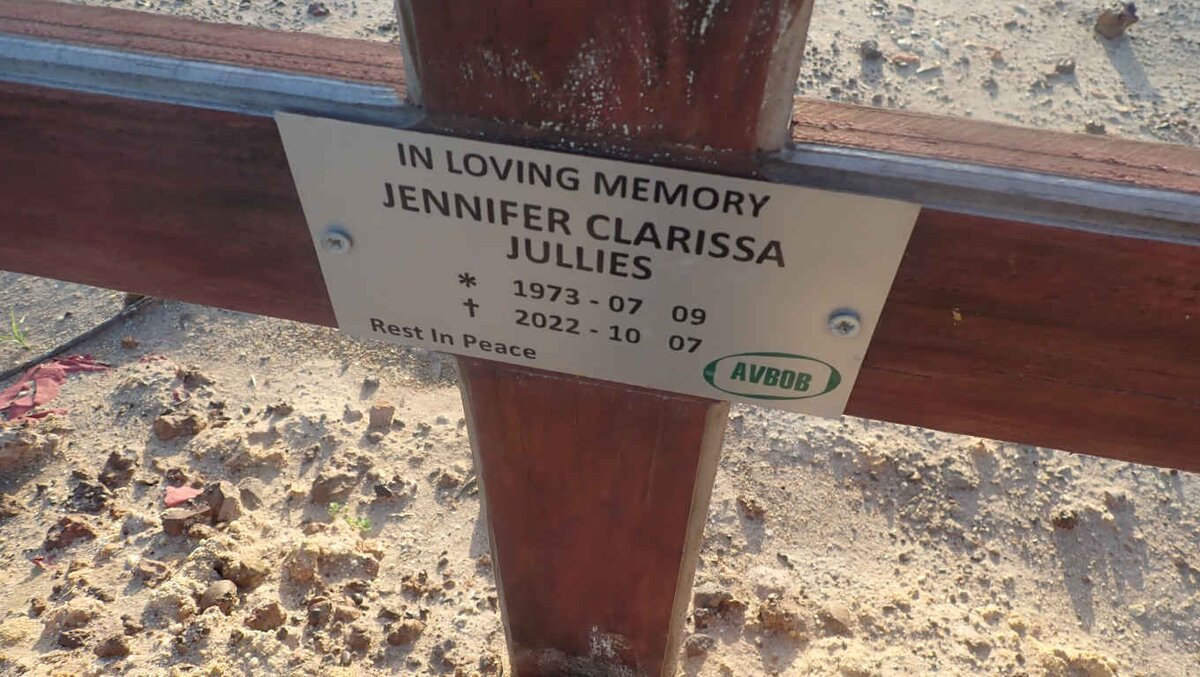 IN LOVING MEMORY
JENNIFER CLARISSA
JULLIES
* 1973 - 07 09
✝ 2022 - 10 07
Rest In Peace
AVBOB